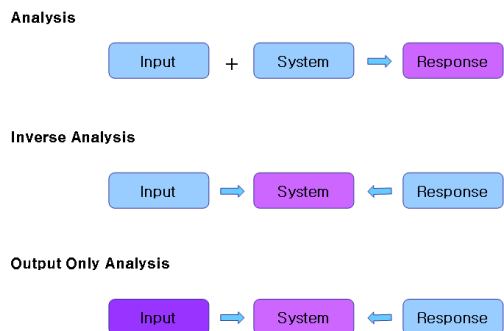 Analysis
Input + System Response
Inverse Analysis
Input System Response
Output Only Analysis
Input System Response